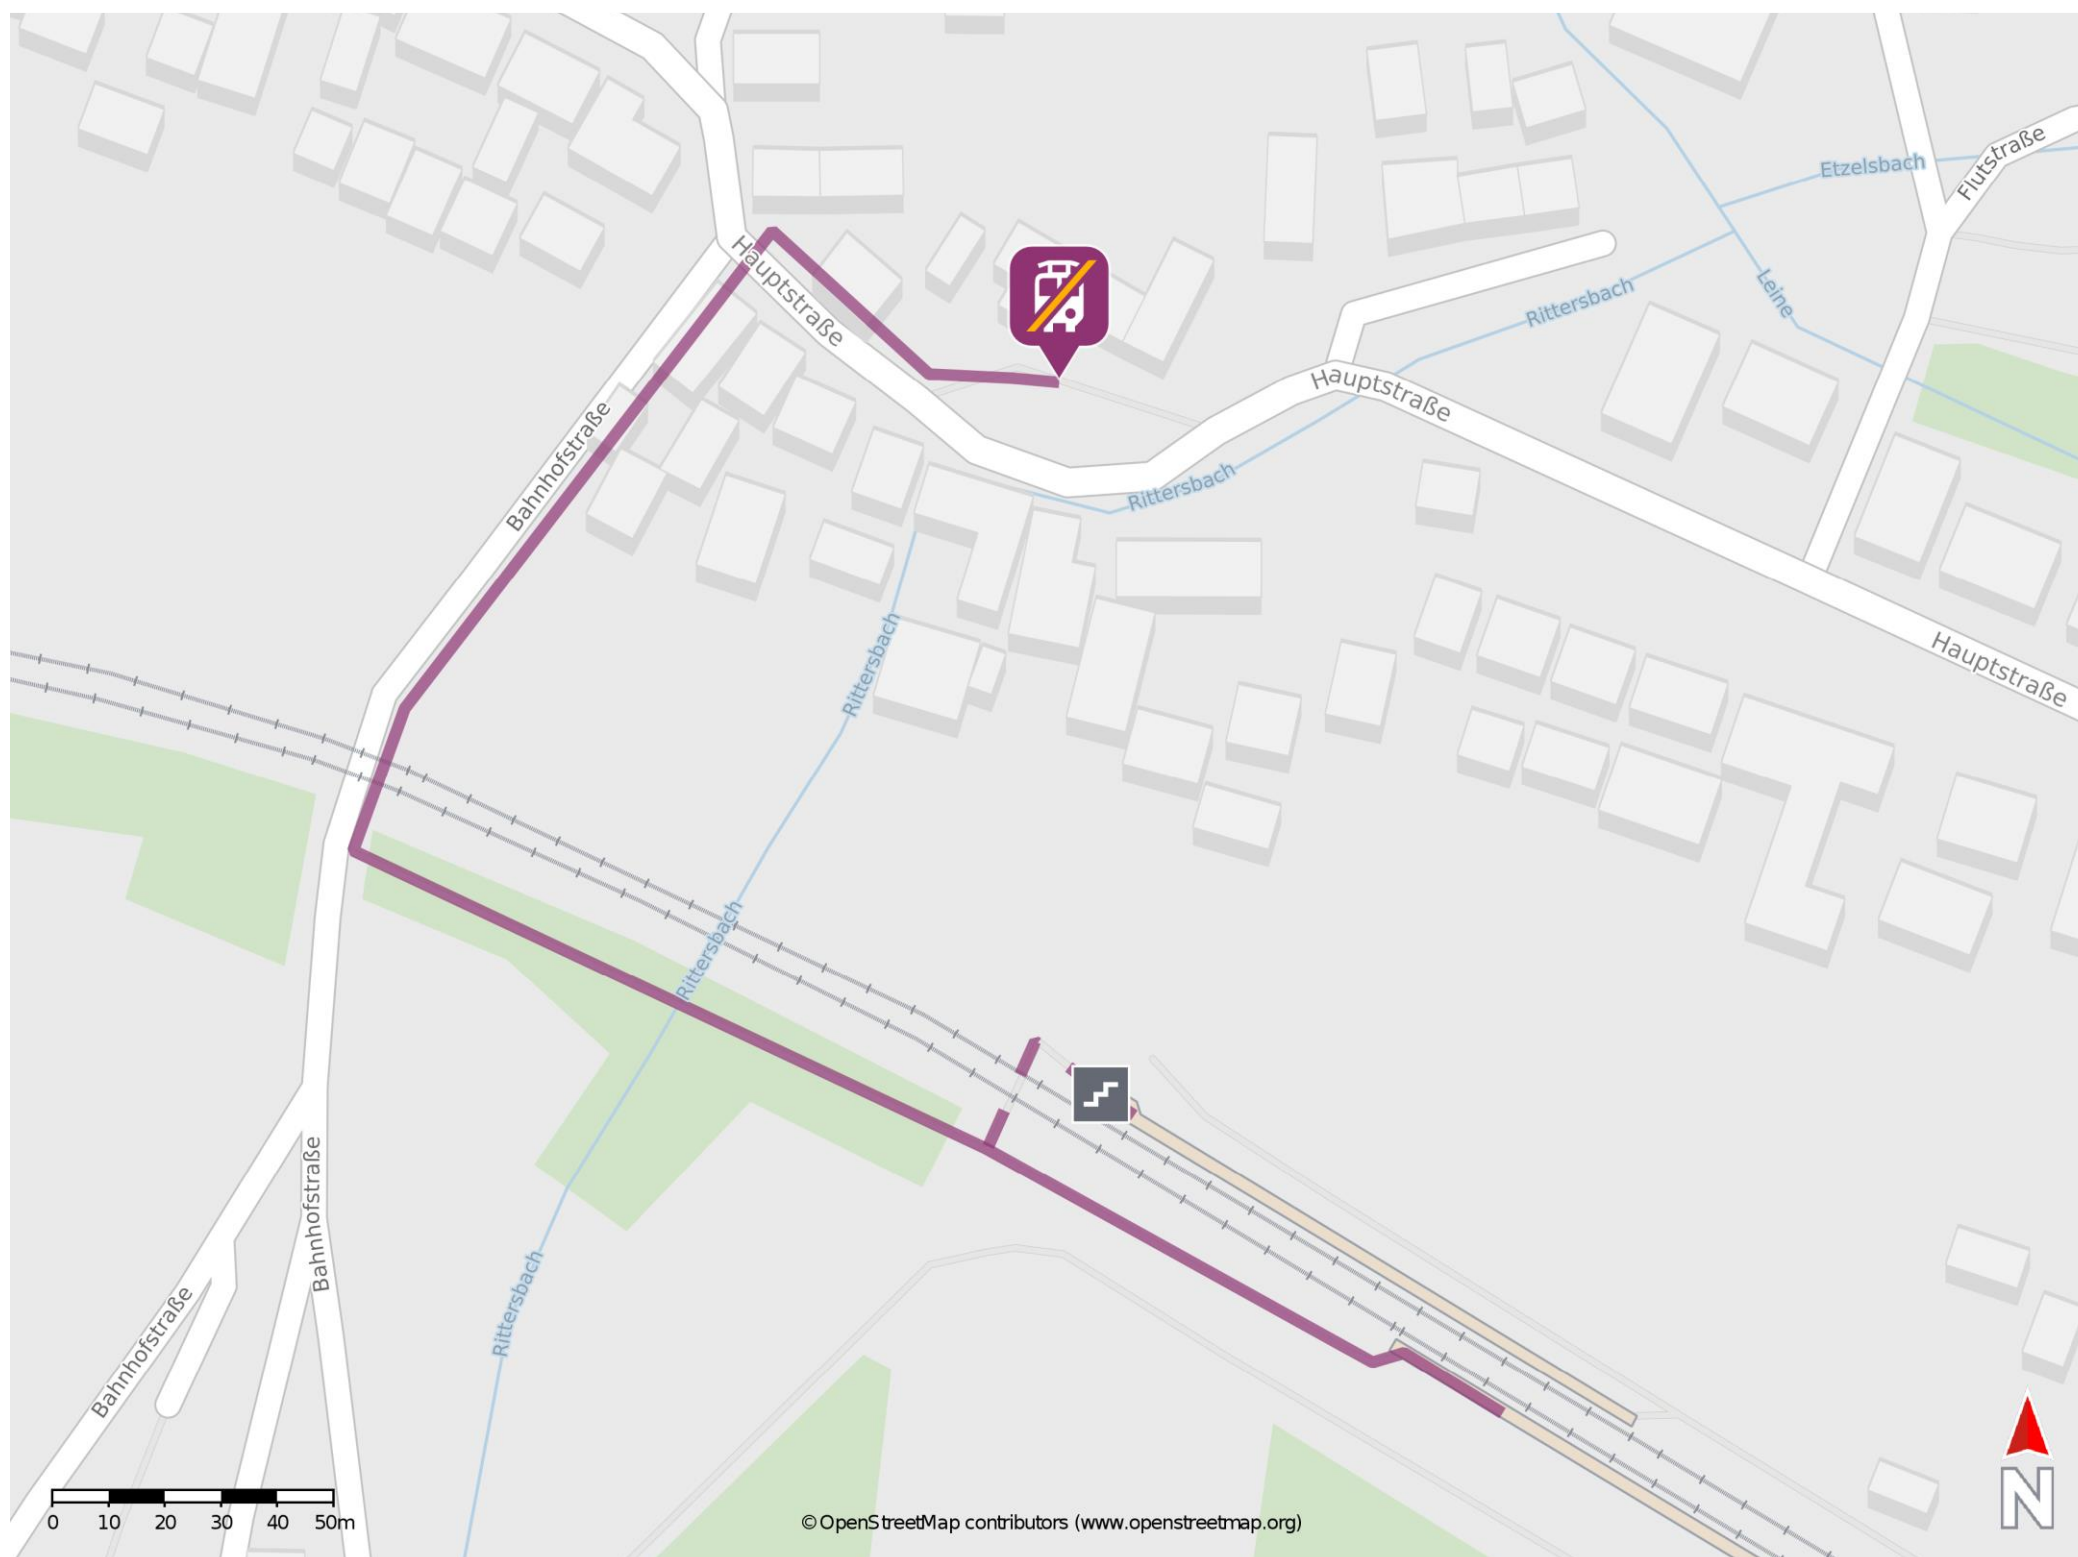 Etzelsbach
Flutstraße
Hauptstraße
Leine
Rittersbach
Hauptstraße
Bahnhofstraße
Rittersbach
Rittersbach
Hauptstraße
Rittersbach
Bahnhofstraße
Rittersbach
Bahnhofstraße
N
0 10 20 30 40 50m
© OpenStreetMap contributors (www.openstreetmap.org)